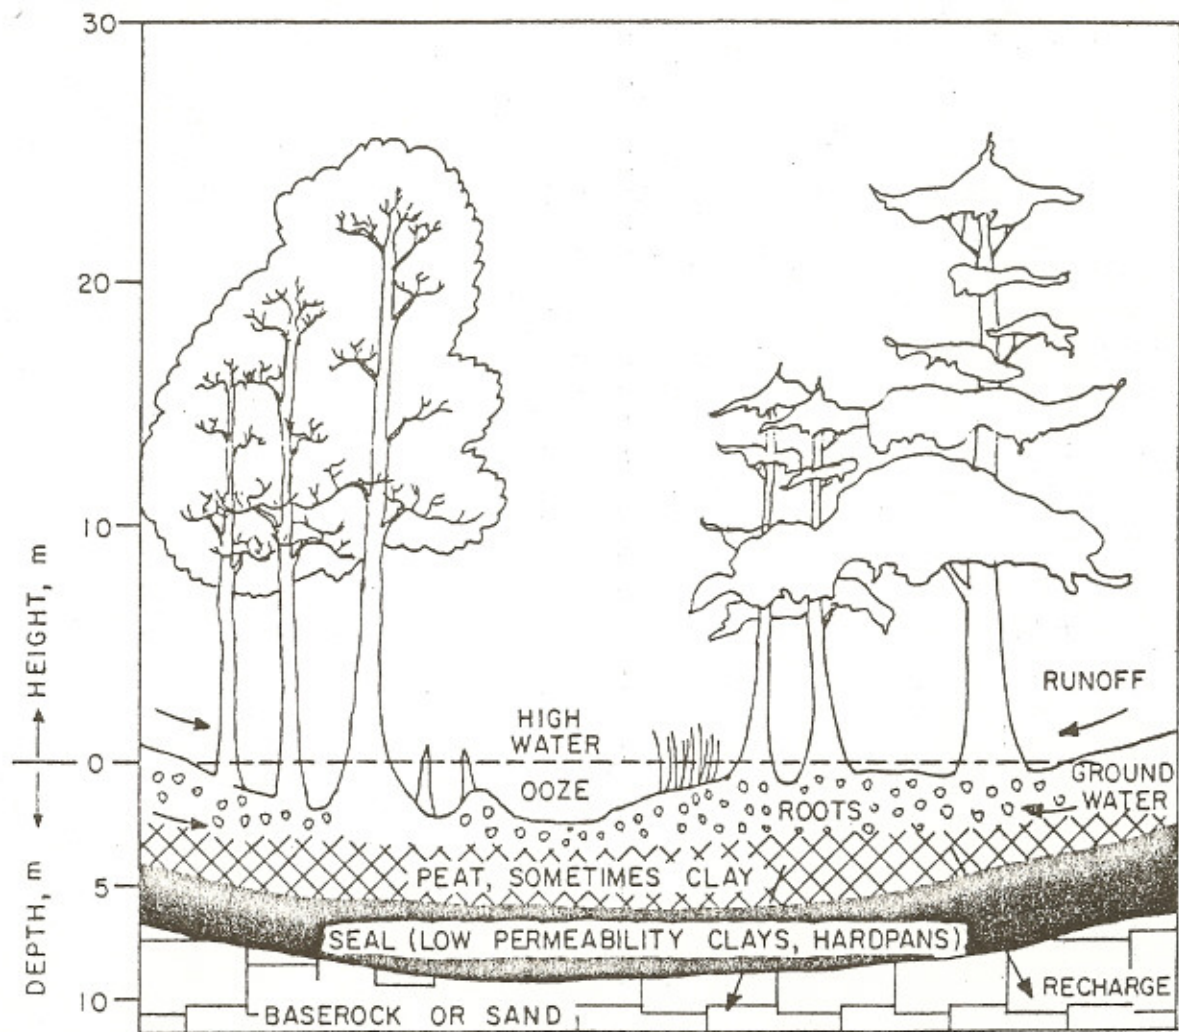 30
20
10
HEIGHT, m
RUNOFF
HIGH
WATER
0
OOZE
GROUND
WATER
ROOTS
PEAT, SOMETIMES CLAY
5
DEPTH, m
SEAL (LOW PERMEABILITY CLAYS, HARDPANS)
RECHARGE
10
BASEROCK OR SAND